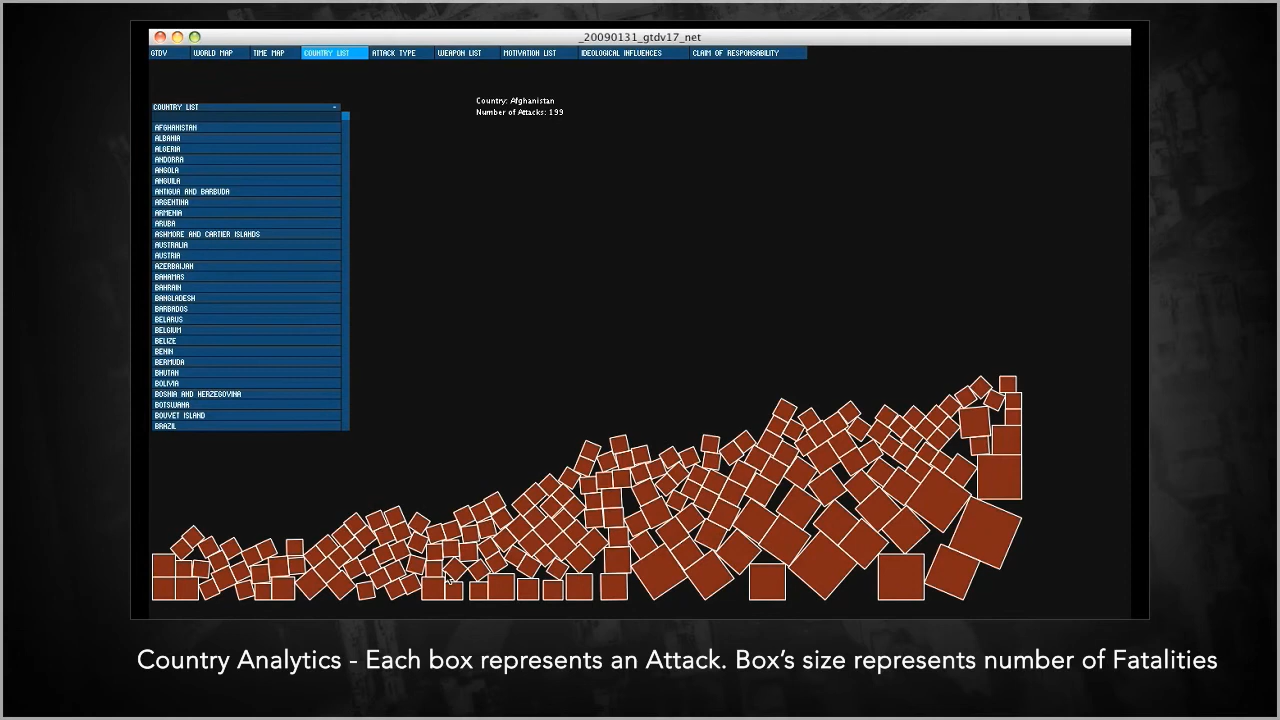 _20090131_gtdv17_net
GTDV WORLD MAP TIME MAP COUNTRY LIST ATTACK TYPE WEAPON LIST MOTIVATION LIST IDEOLOGICAL INFLUENCES CLAIM OF RESPONSABILITY
Country: Afghanistan
Number of Attacks: 199
COUNTRY LIST
AFGHANISTAN
ALBANIA
ALGERIA
ANDORRA
ANGOLA
ANGUILA
ANTIGUA AND BARBUDA
ARGENTINA
ARMENIA
ARUBA
ASHMORE AND CARTIER ISLANDS
AUSTRALIA
AUSTRIA
AZERBAIJAN
BAHAMAS
BAHRAIN
BANGLADESH
BARBADOS
BELARUS
BELGIUM
BELIZE
BENIN
BERMUDA
BHUTAN
BOLIVIA
BOSNIA AND HERZEGOVINA
BOTSWANA
BOUVET ISLAND
BRAZIL
Country Analytics - Each box represents an Attack. Box's size represents number of Fatalities